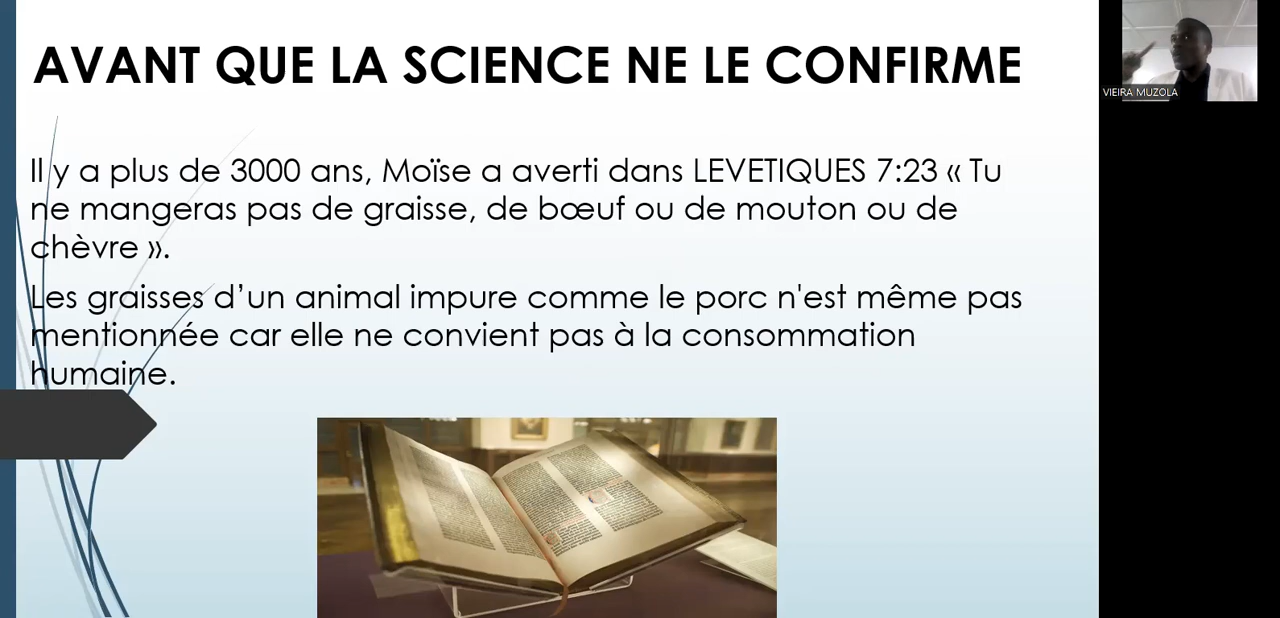 AVANT QUE LA SCIENCE NE LE CONFIRME
Il y a plus de 3000 ans, Moïse a averti dans LEVETIQUES 7:23 « Tu
ne mangeras pas de graisse, de bœuf ou de mouton ou de
chèvre ».
Les graisses d’un animal impure comme le porc n'est même pas
mentionnée car elle ne convient pas à la consommation
humaine.
VIEIRA MUZOLA